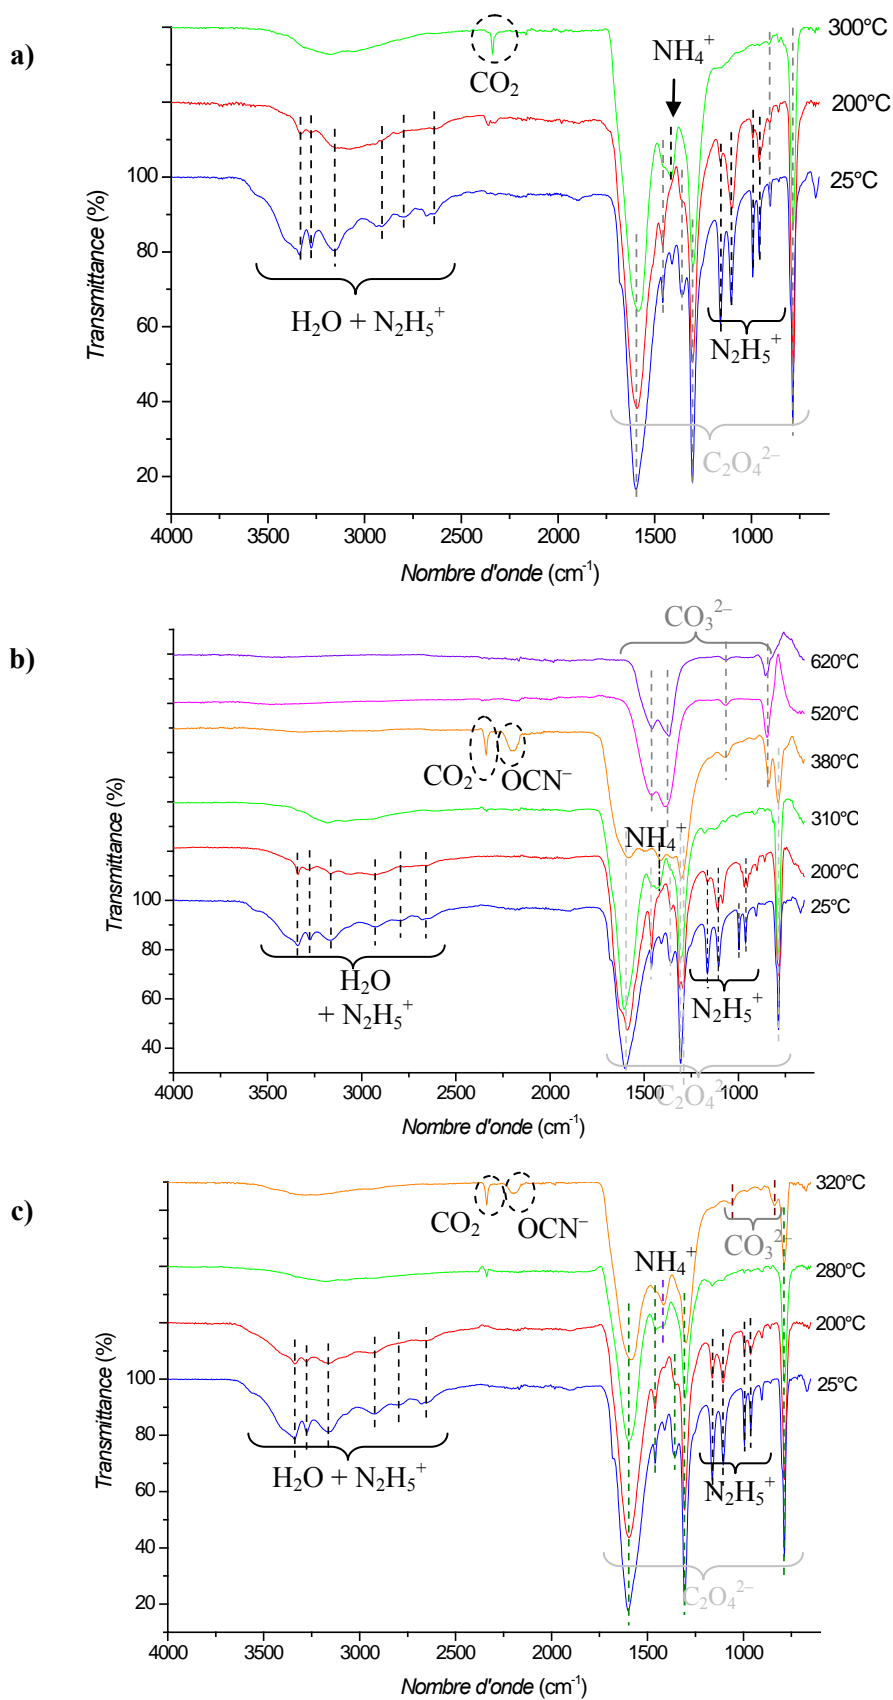 a)
300°C
NH₄⁺
CO₂
200°C
100
25°C
80
H₂O + N₂H₅⁺
60
N₂H₅⁺
40
C₂O₄²⁻
20
Transmittance (%)
4000 3500 3000 2500 2000 1500 1000
Nombre d'onde (cm⁻¹)
b)
CO₃²⁻
620°C
520°C
CO₂ OCN⁻
380°C
310°C
NH₄⁺
200°C
100
25°C
80
H₂O
+ N₂H₅⁺
N₂H₅⁺
60
40
C₂O₄²⁻
Transmittance (%)
4000 3500 3000 2500 2000 1500 1000
Nombre d'onde (cm⁻¹)
c)
320°C
CO₂ OCN⁻
CO₃²⁻
NH₄⁺
280°C
200°C
100
25°C
80
H₂O + N₂H₅⁺
N₂H₅⁺
60
40
C₂O₄²⁻
20
Transmittance (%)
4000 3500 3000 2500 2000 1500 1000
Nombre d'onde (cm⁻¹)